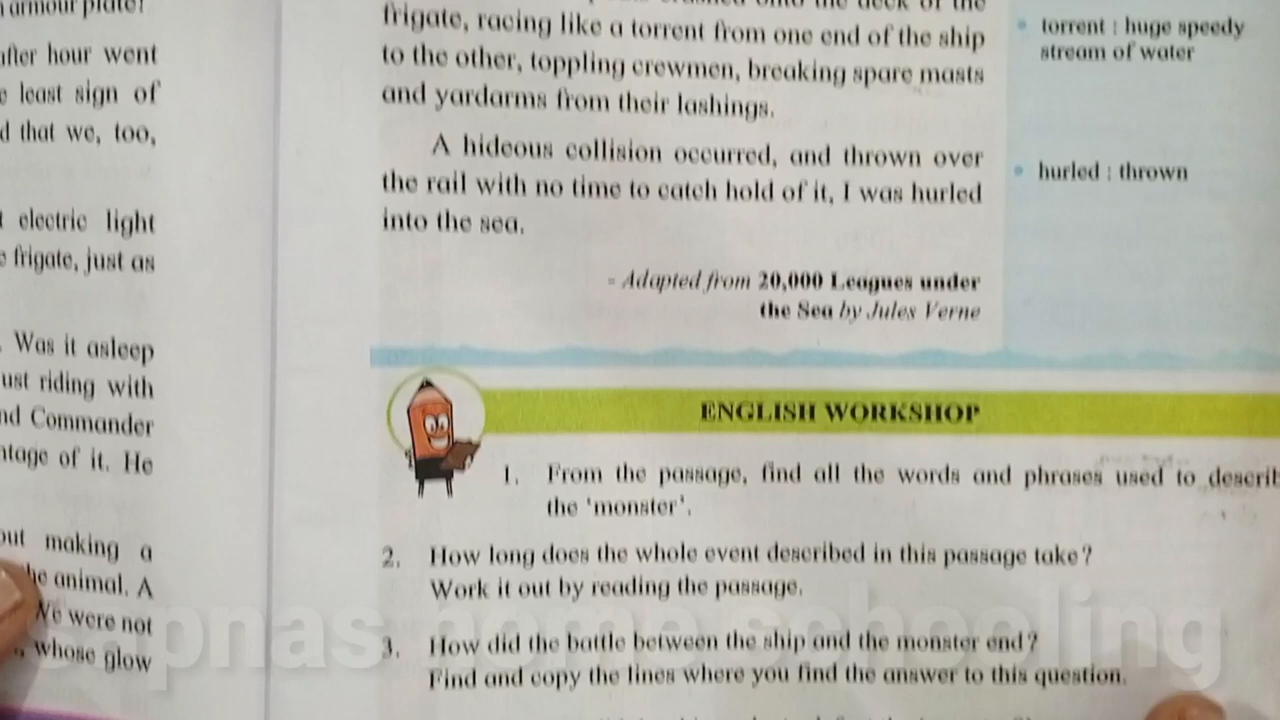 armour plate!
after hour went
least sign of
d that we, too,
electric light
frigate, just as
. Was it asleep
ust riding with
nd Commander
ntage of it. He
out making a
he animal. A
We were not
whose glow
onto the deck of the
frigate, racing like a torrent from one end of the ship
to the other, toppling crewmen, breaking spare masts
and yardarms from their lashings.
A hideous collision occurred, and thrown over
the rail with no time to catch hold of it, I was hurled
into the sea.
- Adapted from 20,000 Leagues under
the Sea by Jules Verne
• torrent : huge speedy
stream of water
• hurled : thrown
ENGLISH WORKSHOP
1. From the passage, find all the words and phrases used to describ
the 'monster'.
2. How long does the whole event described in this passage take?
Work it out by reading the passage.
3. How did the battle between the ship and the monster end?
Find and copy the lines where you find the answer to this question.
sapnas home schooling